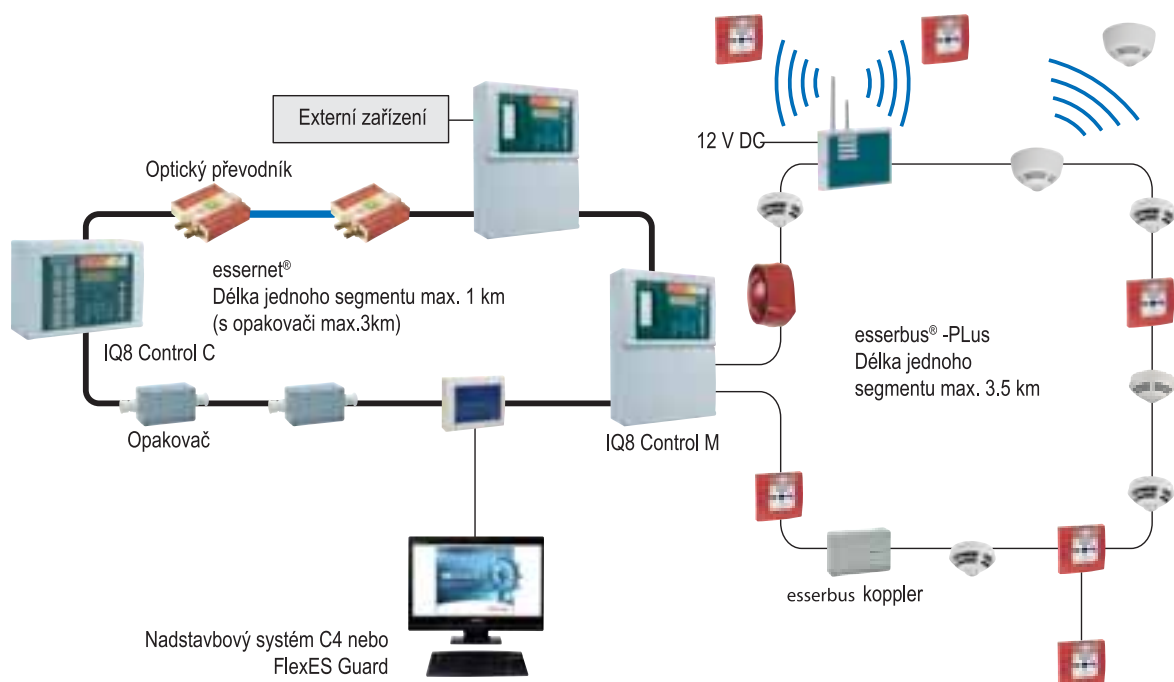 Externí zařízení
12 V DC
Optický převodník
essernet®
Délka jednoho segmentu max. 1 km
(s opakovači max.3km)
IQ8 Control C
esserbus® -PLus
Délka jednoho
segmentu max. 3.5 km
Opakovač
IQ8 Control M
esserbus koppler
Nadstavbový systém C4 nebo
FlexES Guard